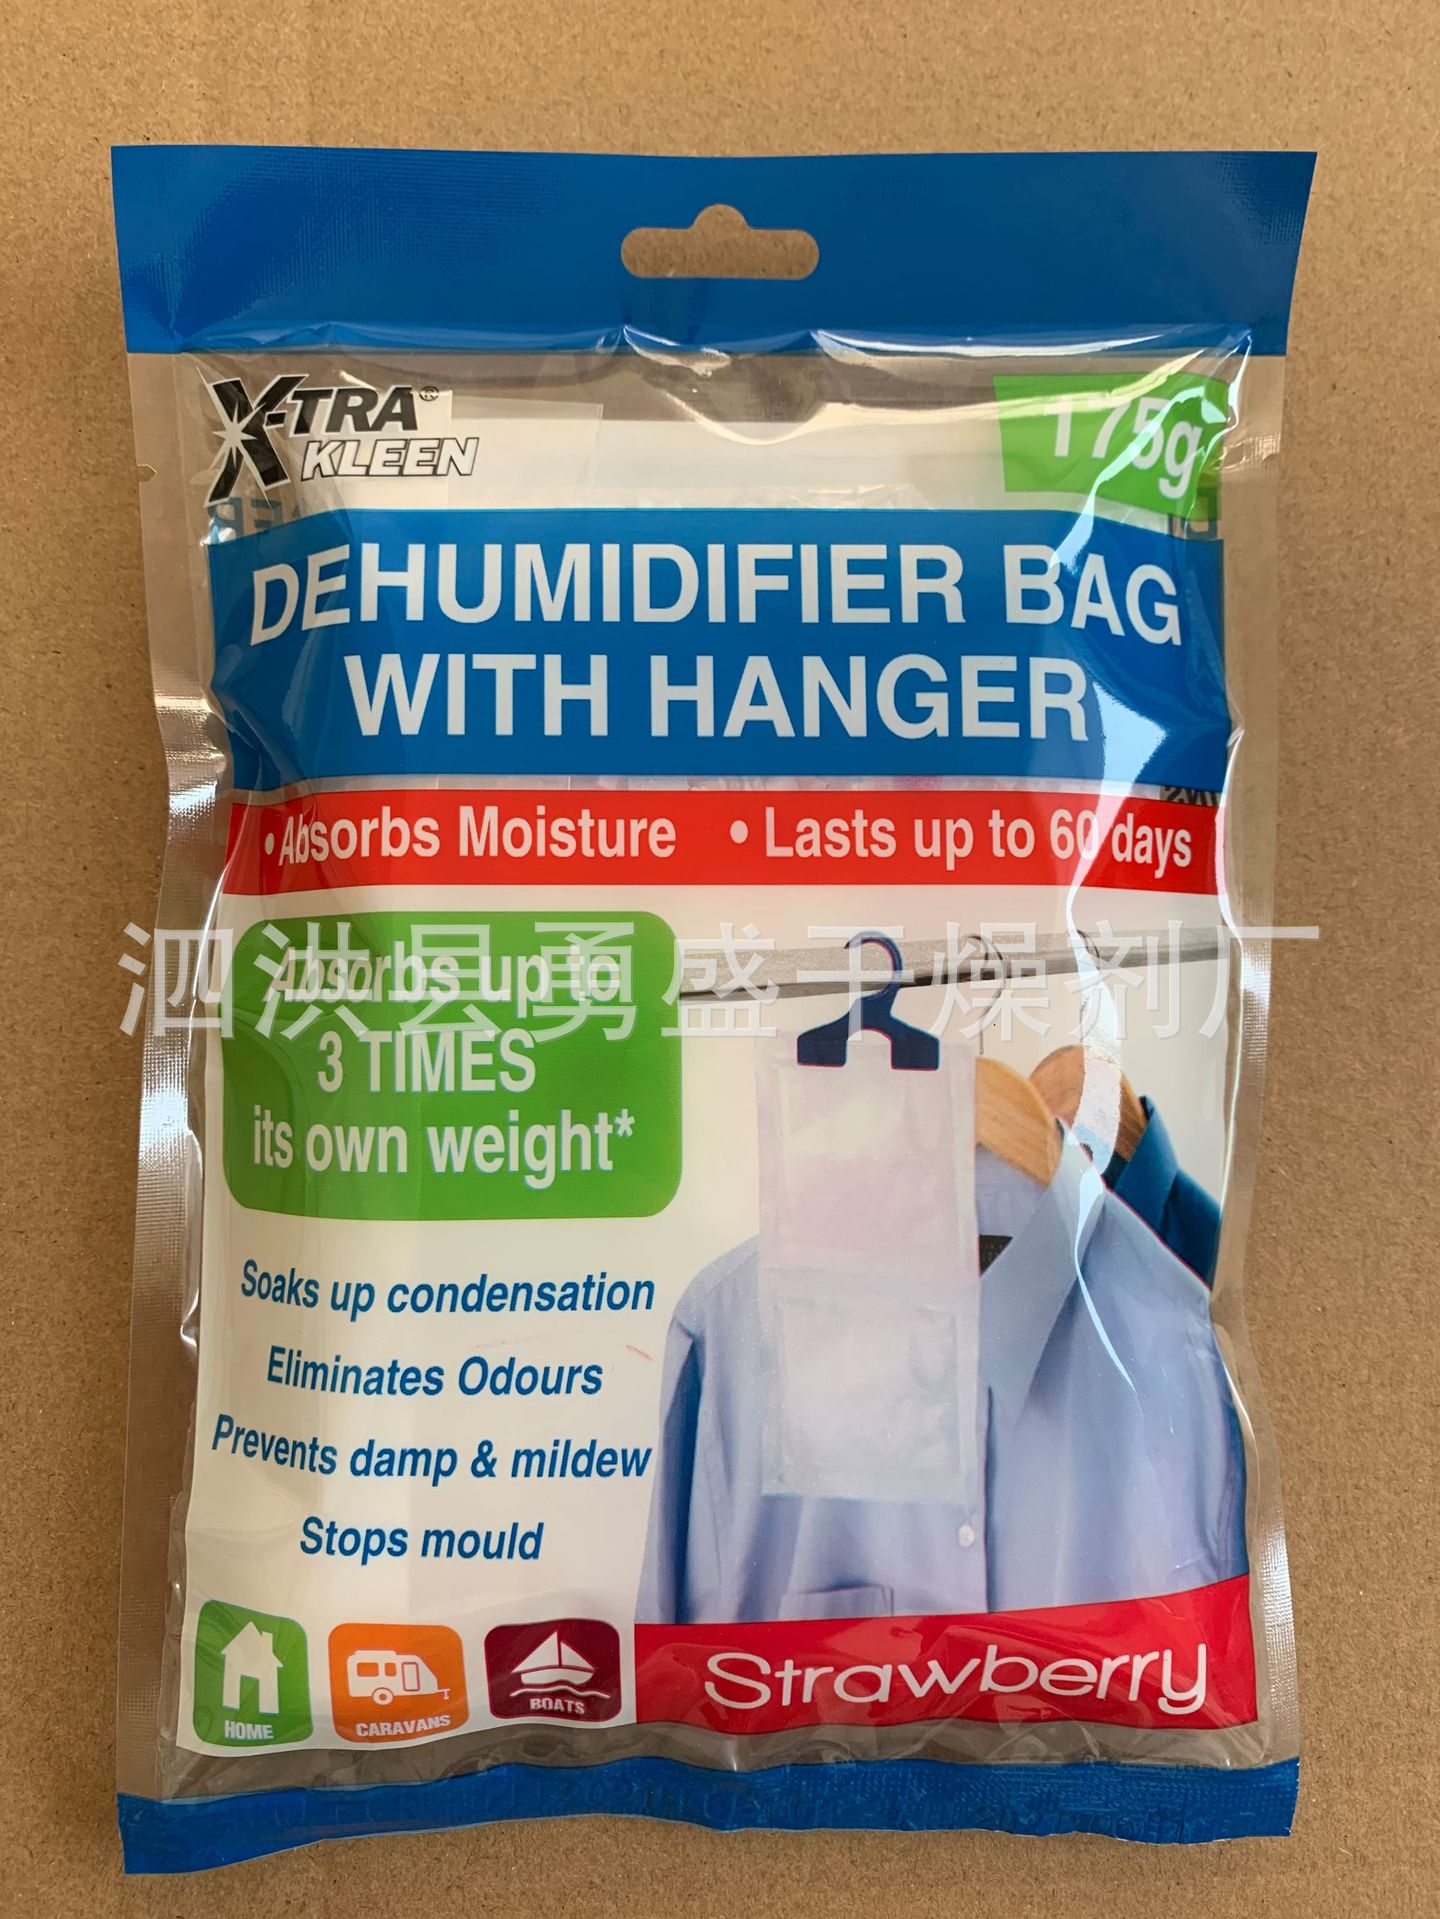 X-TRA®
KLEEN
175g
DEHUMIDIFIER BAG
WITH HANGER
• Absorbs Moisture • Lasts up to 60 days
泗洪县勇盛干燥剂厂
Absorbs up to
3 TIMES
its own weight*
Soaks up condensation
Eliminates Odours
Prevents damp & mildew
Stops mould
HOME
CARAVANS
BOATS
Strawberry